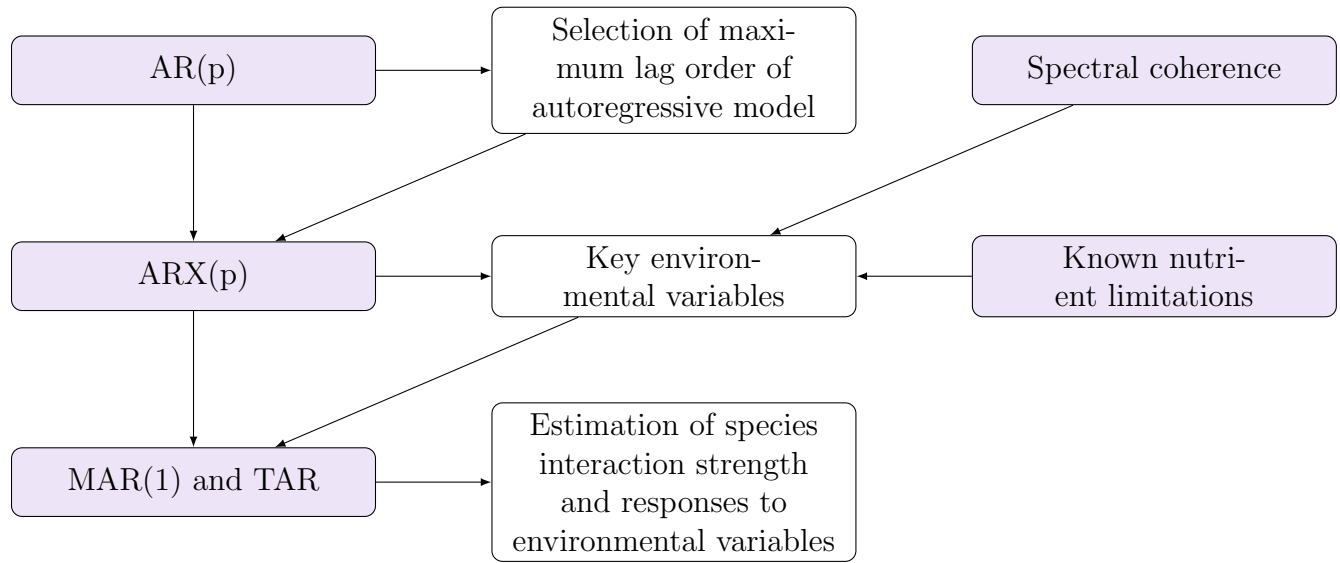 AR(p)
Selection of maxi-
mum lag order of
autoregressive model
Spectral coherence
ARX(p)
Key environ-
mental variables
Known nutri-
ent limitations
MAR(1) and TAR
Estimation of species
interaction strength
and responses to
environmental variables